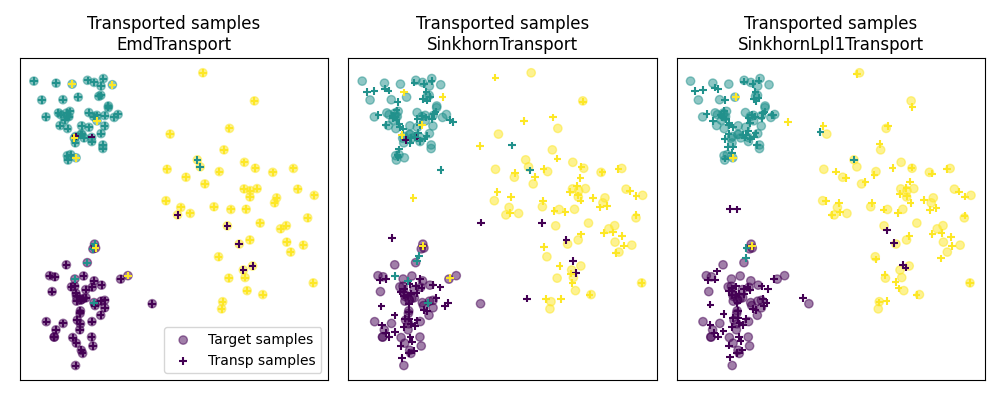 Transported samples
EmdTransport
Transported samples
SinkhornTransport
Transported samples
SinkhornLpl1Transport
Target samples
Transp samples